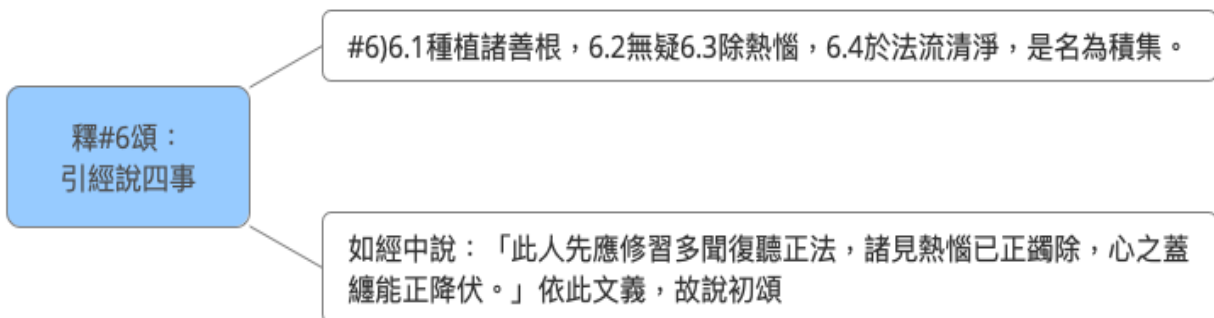 #6)6.1種植諸善根，6.2無疑6.3除熱惱，6.4於法流清淨，是名為積集。
釋#6頌：
引經說四事
如經中說：「此人先應修習多聞復聽正法，諸見熱惱已正蠲除，心之蓋
纏能正降伏。」依此文義，故說初頌